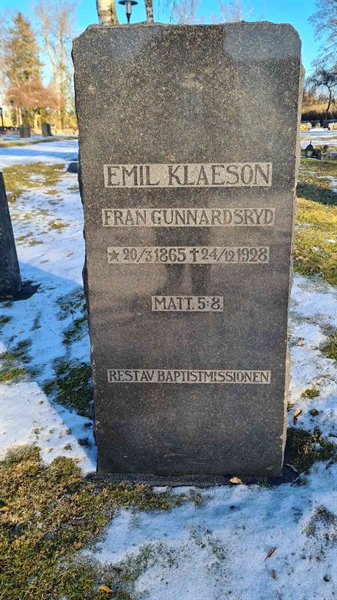 EMIL KLAESON
FRÅN GUNNARDSRYD
★20/3 1865 ✝ 24/12 1928
MATT. 5:8.
REST AV BAPTISTMISSIONEN